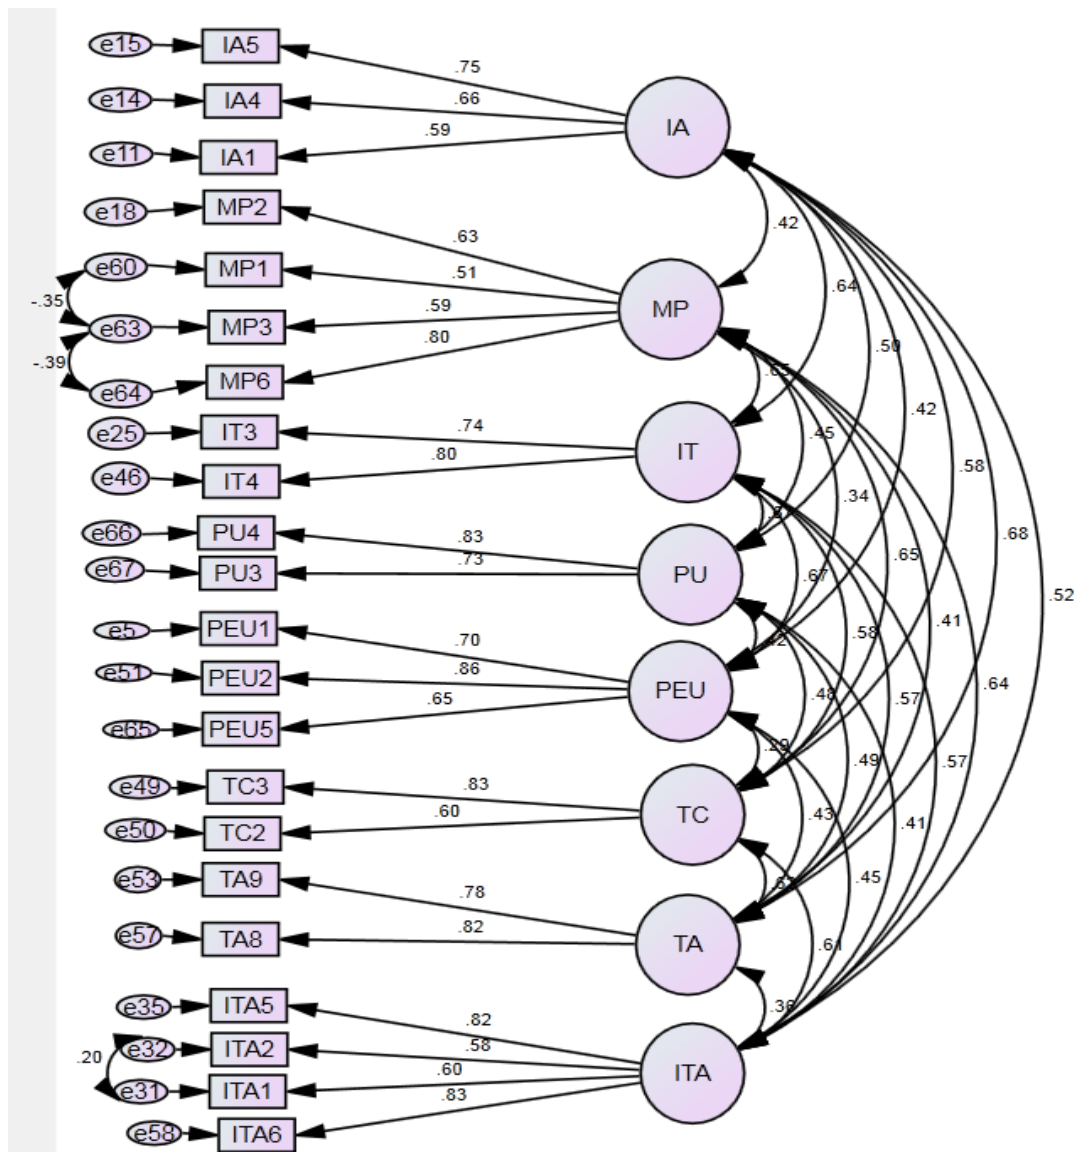 e15 IA5 .75
e14 IA4 .66
e11 IA1 .59
IA
e18 MP2 .63
e60 MP1 .51
e63 MP3 .59
e64 MP6 .80
MP
-.35
-.39
e25 IT3 .74
e46 IT4 .80
IT
e66 PU4 .83
e67 PU3 .73
PU
e5 PEU1 .70
e51 PEU2 .86
e65 PEU5 .65
PEU
e49 TC3 .83
e50 TC2 .60
TC
e53 TA9 .78
e57 TA8 .82
TA
e35 ITA5 .82
e32 ITA2 .58
e31 ITA1 .60
e58 ITA6 .83
ITA
.20
.42
.64
.50
.42
.58
.68
.52
.45
.34
.65
.41
.64
.67
.58
.57
.57
.48
.49
.41
.29
.43
.45
.61
.36